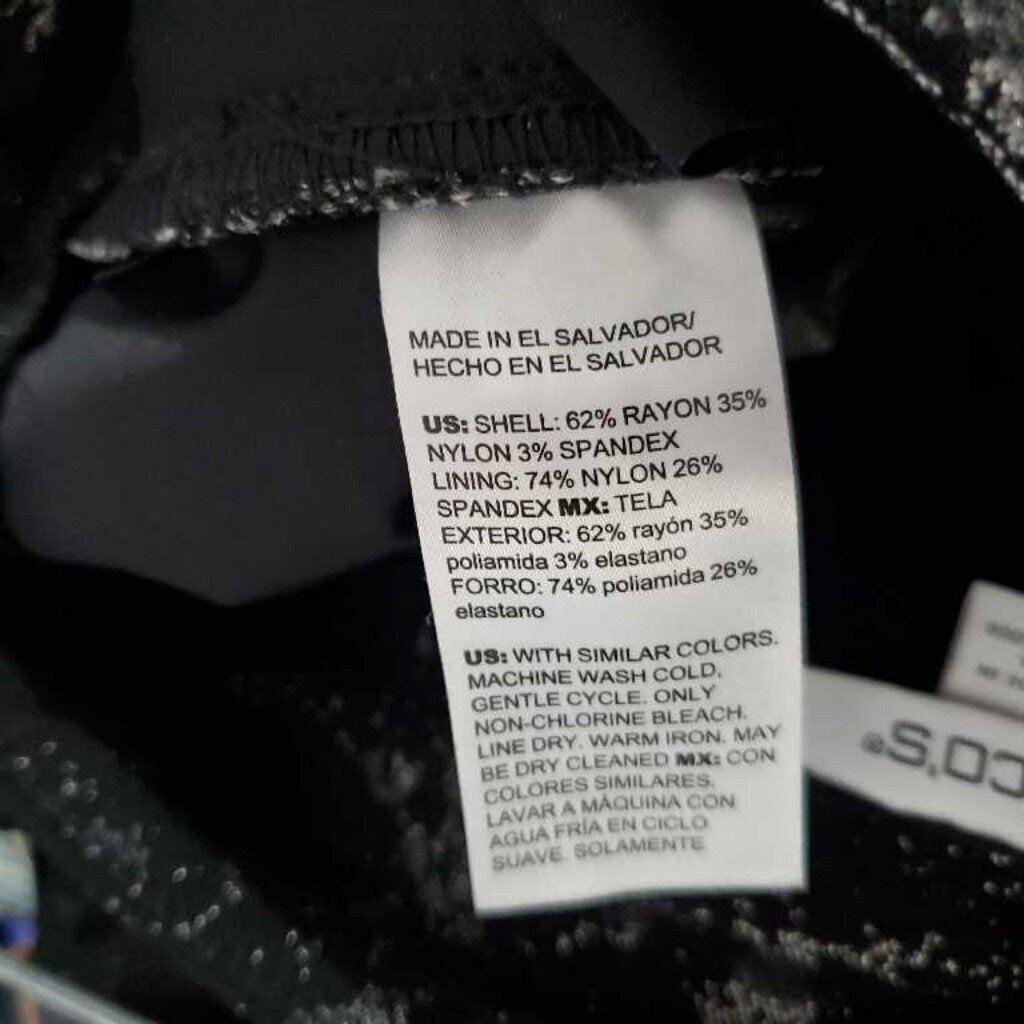 MADE IN EL SALVADOR/
HECHO EN EL SALVADOR
US: SHELL: 62% RAYON 35%
NYLON 3% SPANDEX
LINING: 74% NYLON 26%
SPANDEX MX: TELA
EXTERIOR: 62% rayón 35%
poliamida 3% elastano
FORRO: 74% poliamida 26%
elastano
US: WITH SIMILAR COLORS.
MACHINE WASH COLD,
GENTLE CYCLE. ONLY
NON-CHLORINE BLEACH.
LINE DRY. WARM IRON. MAY
BE DRY CLEANED MX: CON
COLORES SIMILARES.
LAVAR A MÁQUINA CON
AGUA FRÍA EN CICLO
SUAVE. SOLAMENTE
CO'S